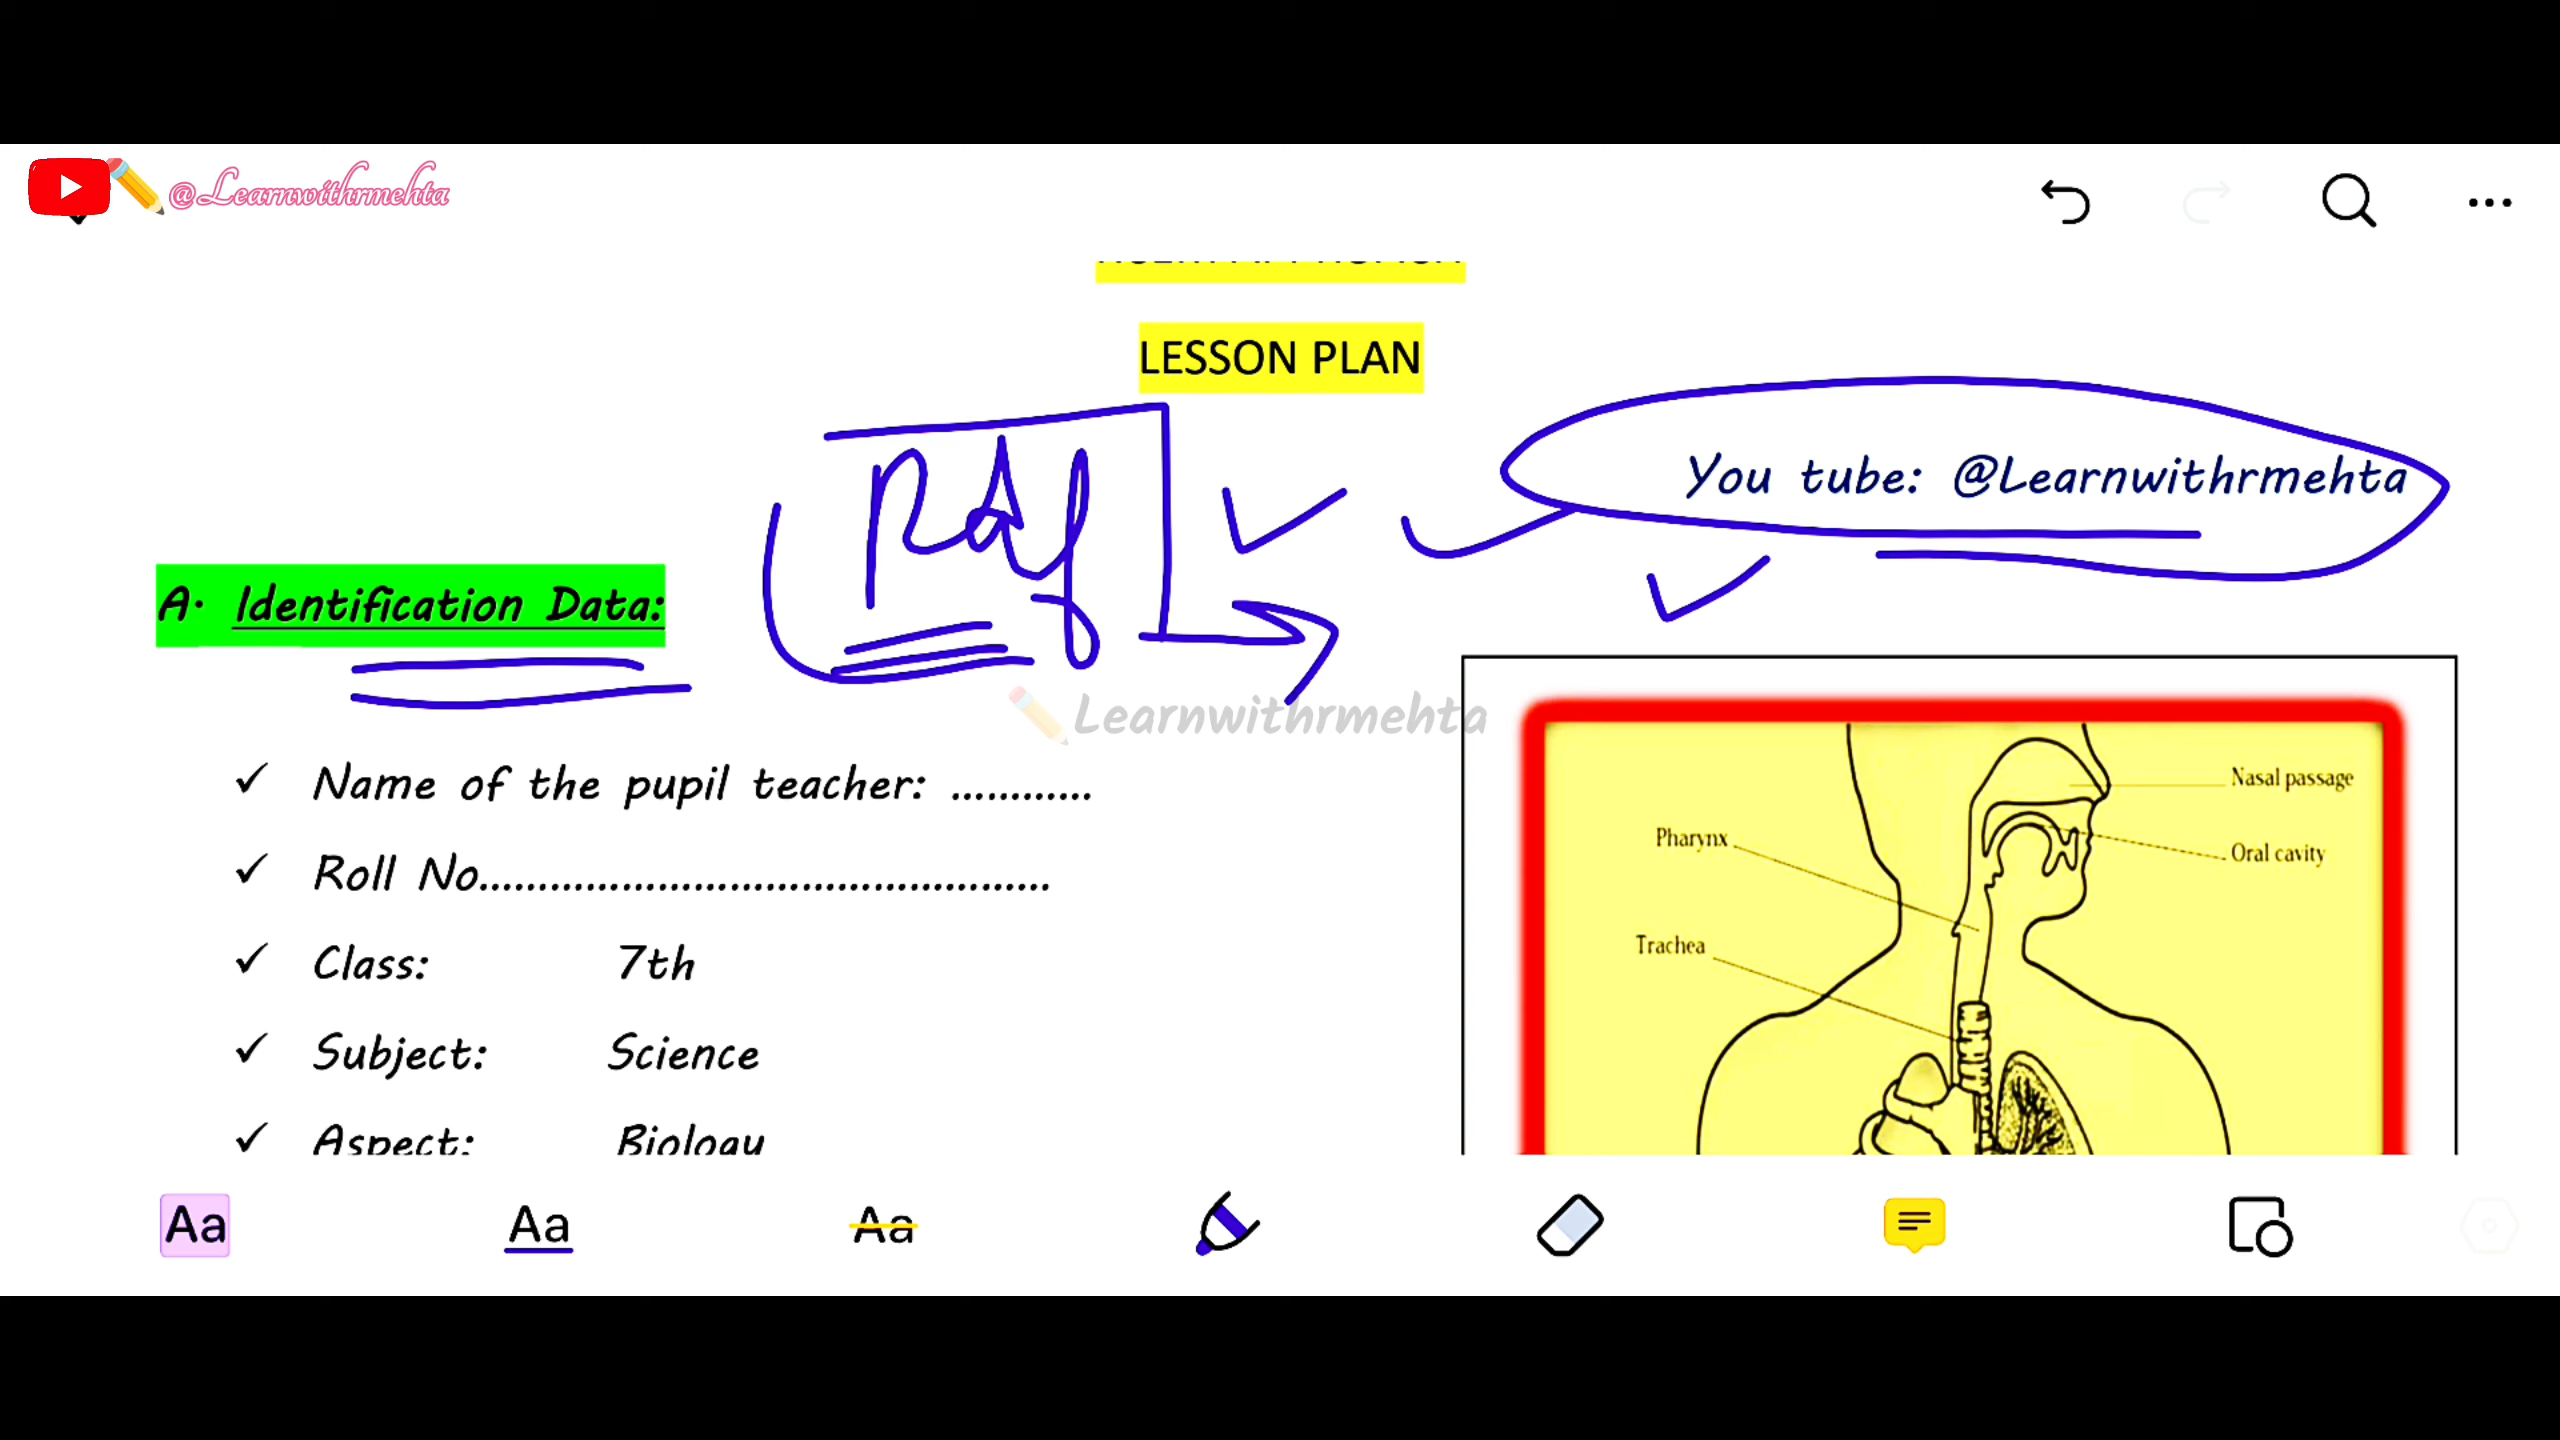 @Learnwithrmehta
LESSON PLAN
You tube: @Learnwithrmehta
A. Identification Data:
Learnwithrmehta
✓ Name of the pupil teacher: ............
✓ Roll No................................................
✓ Class: 7th
✓ Subject: Science
✓ Aspect: Biology
Nasal passage
Pharynx
Oral cavity
Trachea
Aa Aa Aa